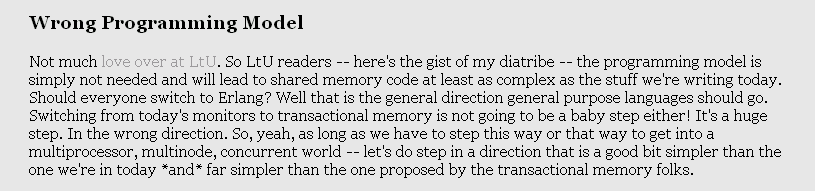 Wrong Programming Model
Not much love over at LtU. So LtU readers -- here's the gist of my diatribe -- the programming model is
simply not needed and will lead to shared memory code at least as complex as the stuff we're writing today.
Should everyone switch to Erlang? Well that is the general direction general purpose languages should go.
Switching from today's monitors to transactional memory is not going to be a baby step either! It's a huge
step. In the wrong direction. So, yeah, as long as we have to step this way or that way to get into a
multiprocessor, multinode, concurrent world -- let's do step in a direction that is a good bit simpler than the
one we're in today *and* far simpler than the one proposed by the transactional memory folks.